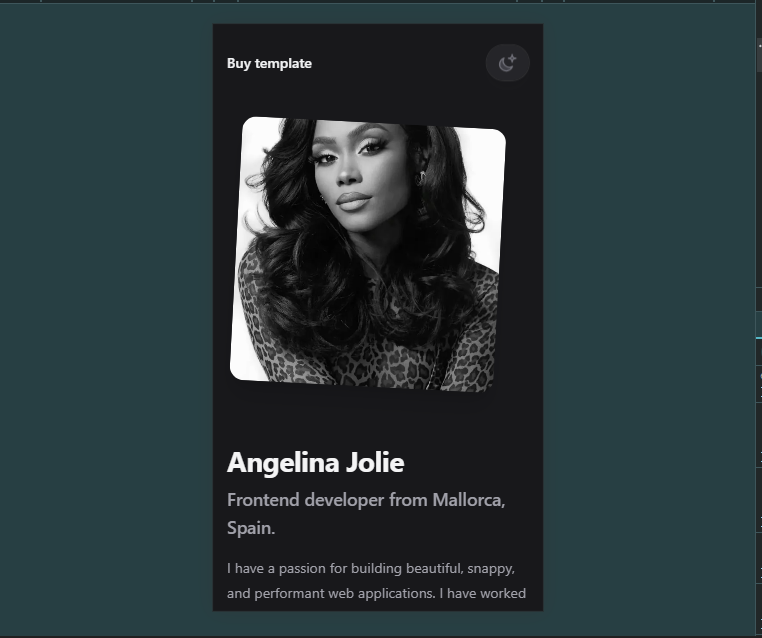 Buy template
Angelina Jolie
Frontend developer from Mallorca,
Spain.
I have a passion for building beautiful, snappy,
and performant web applications. I have worked